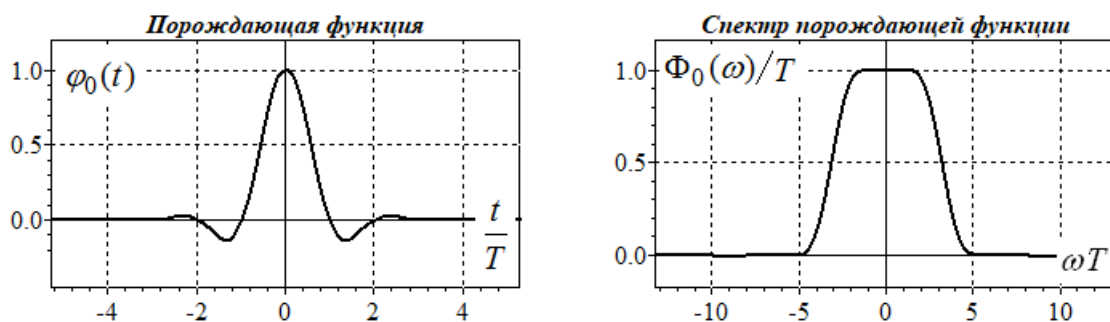 Порождающая функция
φ₀(t)
1.0
0.5
0.0
t/T
-4 -2 0 2 4
Спектр порождающей функции
Φ₀(ω)/T
1.0
0.5
0.0
ωT
-10 -5 0 5 10